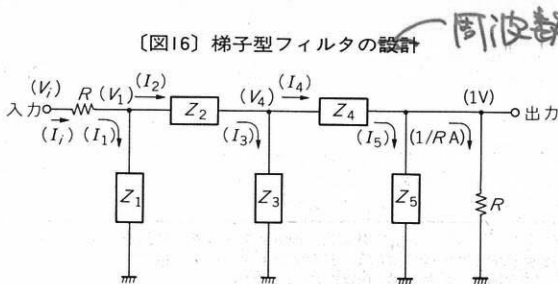 周波数
〔図16〕 梯子型フィルタの設計
(Vi) R (V1) (I2) (V4) (I4) (1V)
入力 Z2 Z4 出力
(Ii) (I1) (I3) (I5) (1/RA)
Z1 Z3 Z5 R